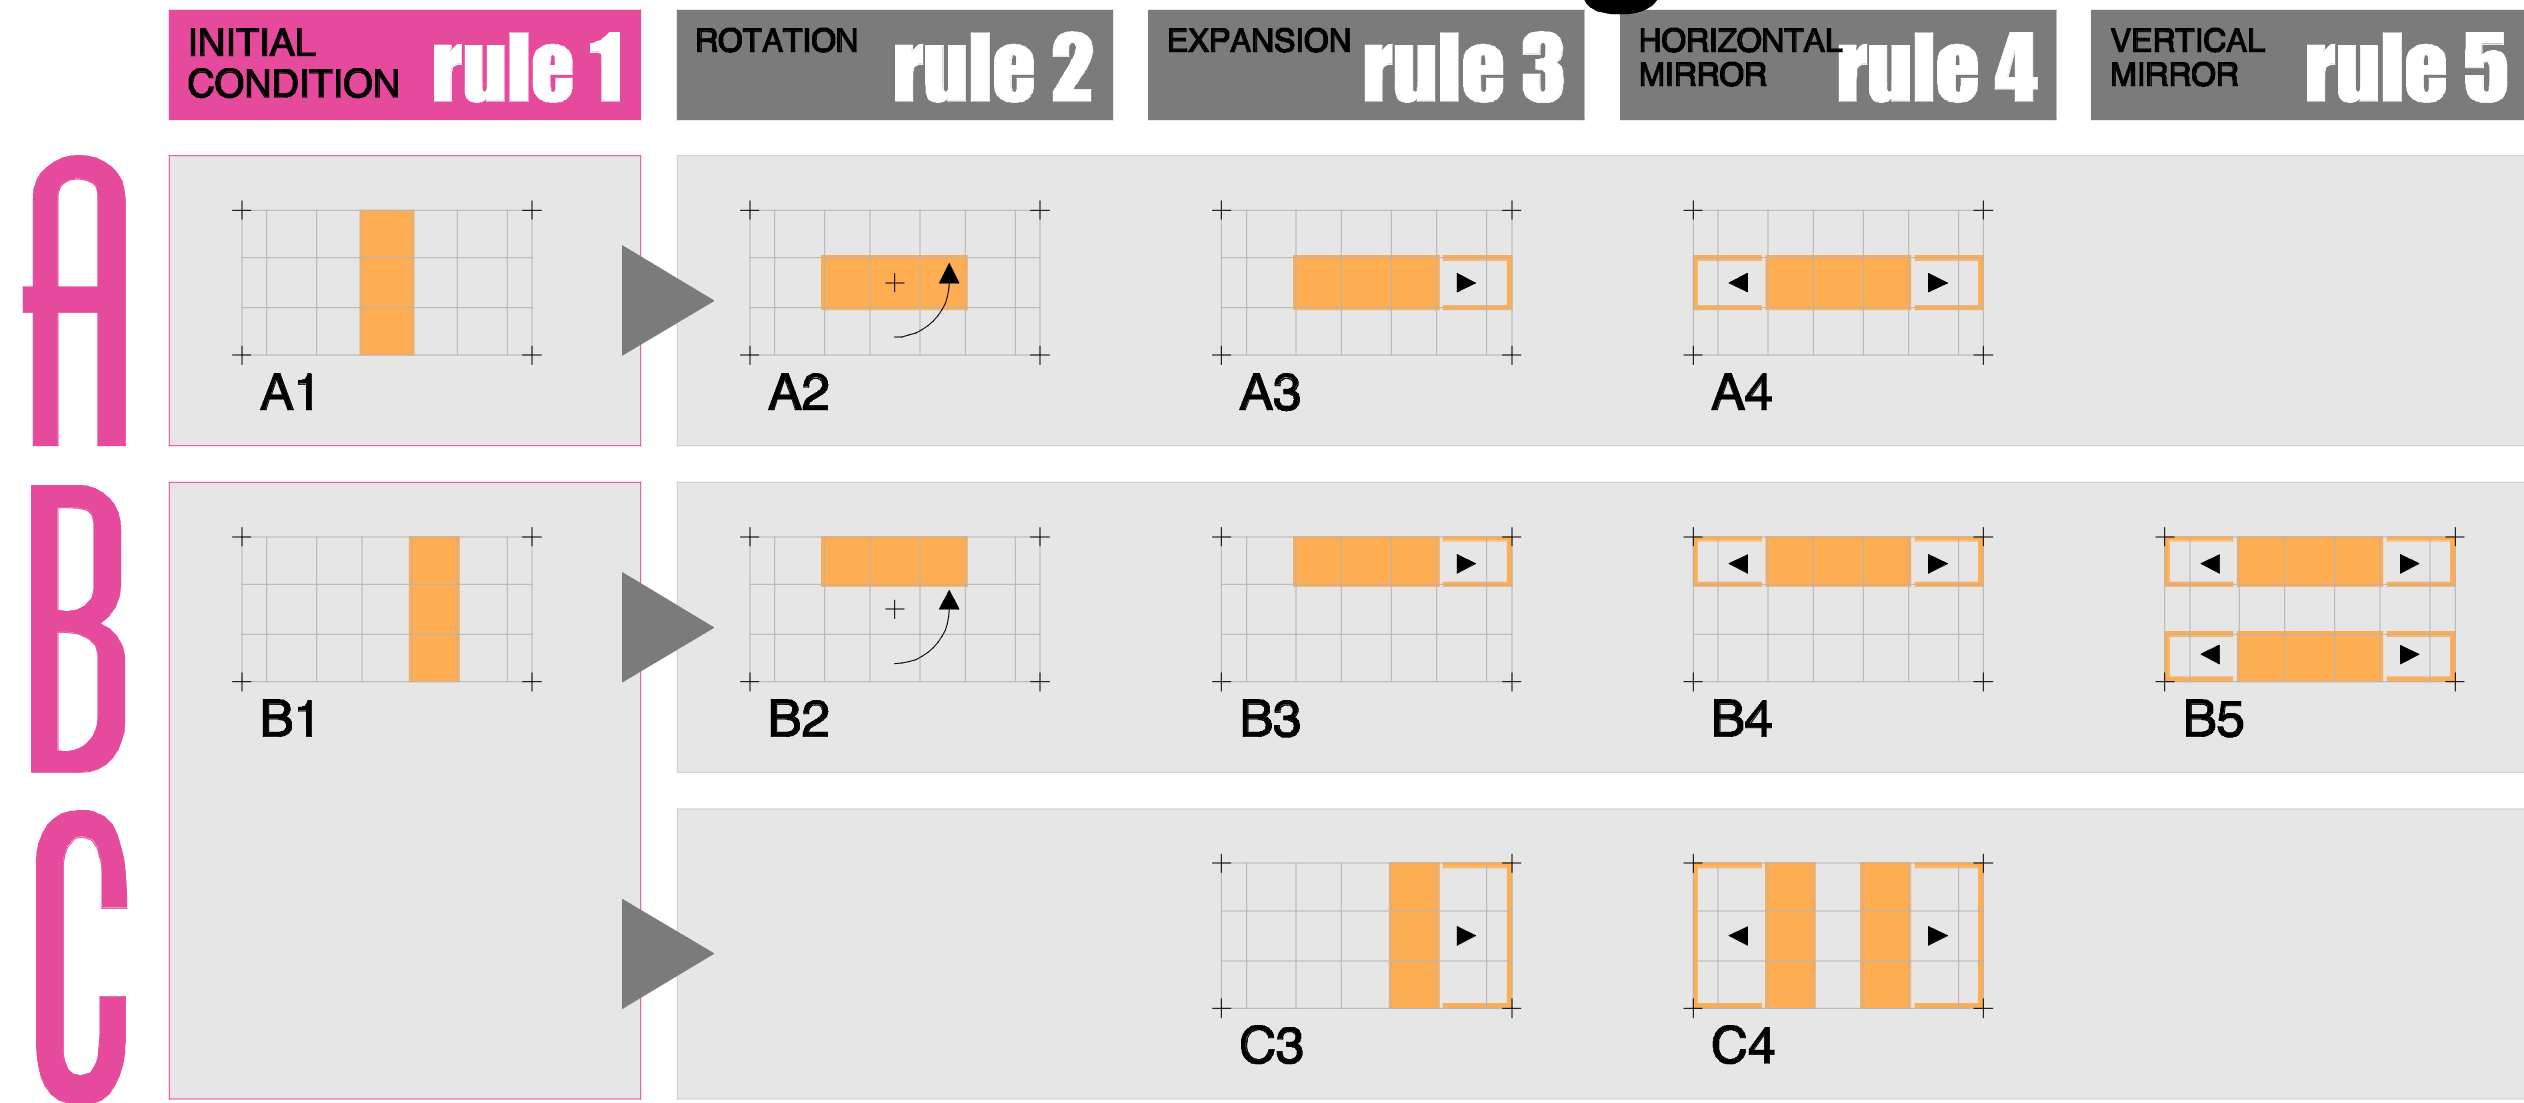 INITIAL
CONDITION rule 1
ROTATION rule 2
EXPANSION rule 3
HORIZONTAL
MIRROR rule 4
VERTICAL
MIRROR rule 5
A
A1
A2
A3
A4
B
B1
B2
B3
B4
B5
C
C3
C4